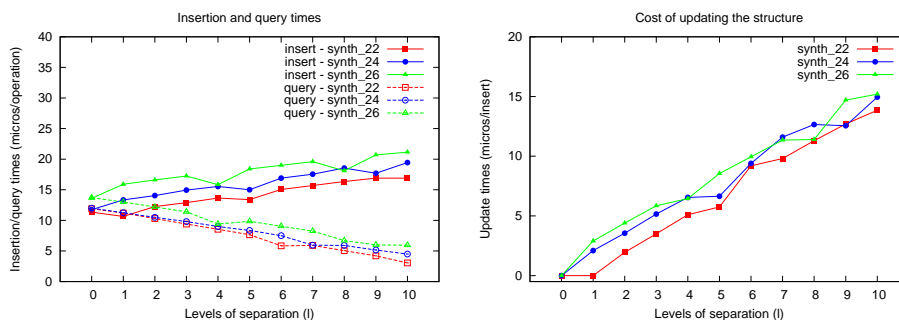 Insertion and query times
Insertion/query times (micros/operation)
40
35
30
25
20
15
10
5
0
insert - synth_22
insert - synth_24
insert - synth_26
query - synth_22
query - synth_24
query - synth_26
0 1 2 3 4 5 6 7 8 9 10
Levels of separation (l)
Cost of updating the structure
Update times (micros/insert)
20
15
10
5
0
synth_22
synth_24
synth_26
0 1 2 3 4 5 6 7 8 9 10
Levels of separation (l)